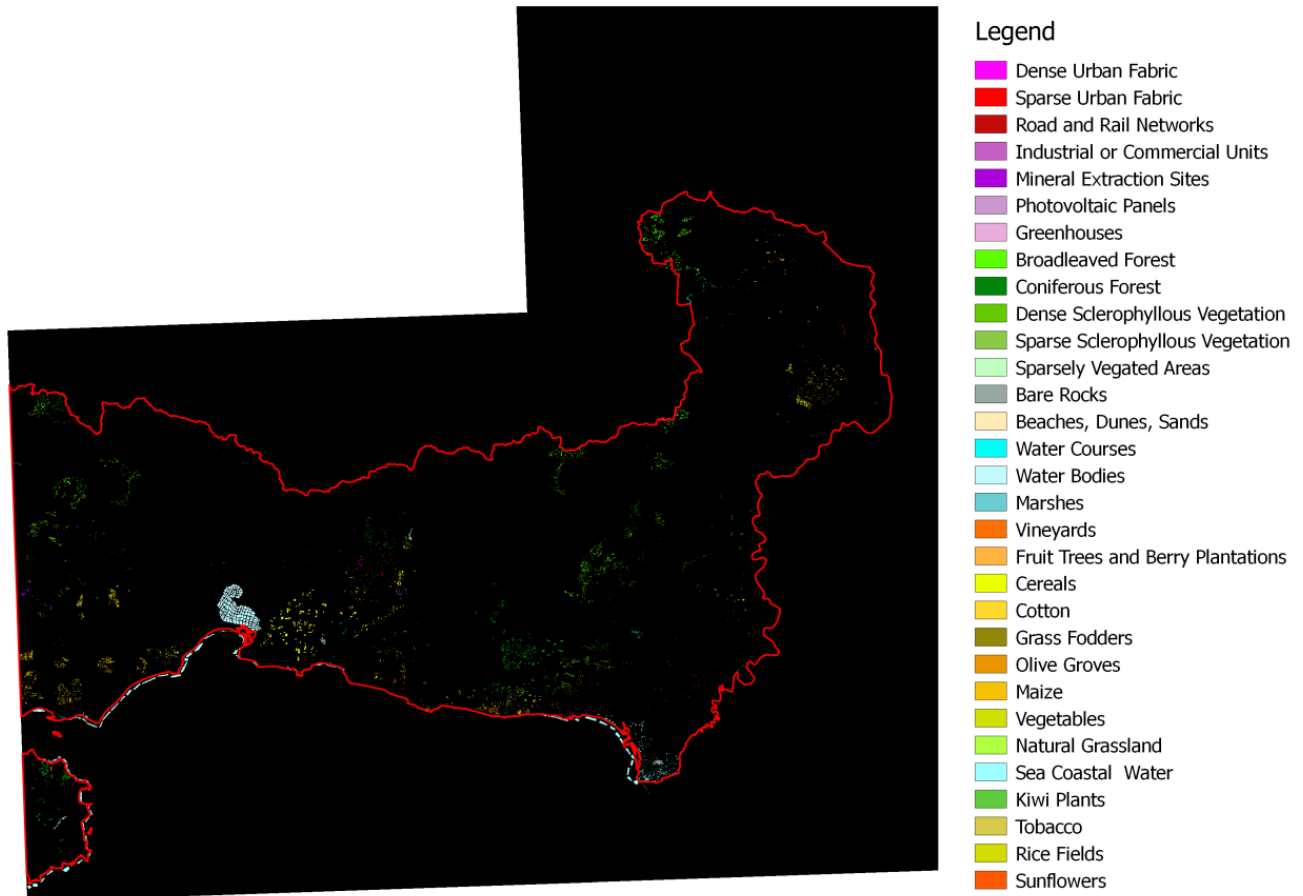 Legend
Dense Urban Fabric
Sparse Urban Fabric
Road and Rail Networks
Industrial or Commercial Units
Mineral Extraction Sites
Photovoltaic Panels
Greenhouses
Broadleaved Forest
Coniferous Forest
Dense Sclerophyllous Vegetation
Sparse Sclerophyllous Vegetation
Sparsely Vegated Areas
Bare Rocks
Beaches, Dunes, Sands
Water Courses
Water Bodies
Marshes
Vineyards
Fruit Trees and Berry Plantations
Cereals
Cotton
Grass Fodders
Olive Groves
Maize
Vegetables
Natural Grassland
Sea Coastal Water
Kiwi Plants
Tobacco
Rice Fields
Sunflowers